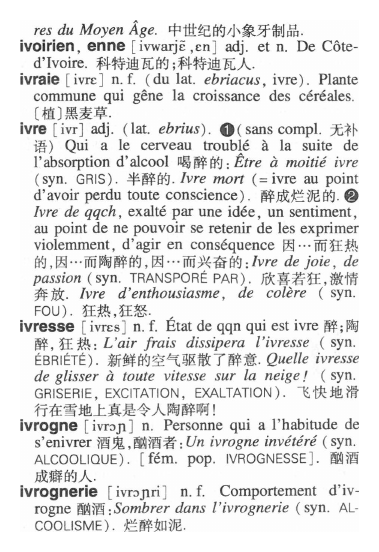 res du Moyen Âge. 中世纪的小象牙制品.
ivoirien, enne [ivwarjɛ̃,ɛn] adj. et n. De Côte-
d'Ivoire. 科特迪瓦的;科特迪瓦人.
ivraie [ivrɛ] n. f. (du lat. ebriacus, ivre). Plante
commune qui gêne la croissance des céréales.
[植]黑麦草.
ivre [ivr] adj. (lat. ebrius). ❶(sans compl. 无补
语) Qui a le cerveau troublé à la suite de
l'absorption d'alcool 喝醉的:Être à moitié ivre
(syn. GRIS). 半醉的. Ivre mort (=ivre au point
d'avoir perdu toute conscience). 醉成烂泥的. ❷
Ivre de qqch, exalté par une idée, un sentiment,
au point de ne pouvoir se retenir de les exprimer
violemment, d'agir en conséquence 因…而狂热
的,因…而陶醉的,因…而兴奋的:Ivre de joie, de
passion (syn. TRANSPORÉ PAR). 欣喜若狂,激情
奔放. Ivre d'enthousiasme, de colère (syn.
FOU). 狂热,狂怒.
ivresse [ivrɛs] n. f. État de qqn qui est ivre 醉;陶
醉,狂热: L'air frais dissipera l'ivresse (syn.
ÉBRIÉTÉ). 新鲜的空气驱散了醉意. Quelle ivresse
de glisser à toute vitesse sur la neige! (syn.
GRISERIE, EXCITATION, EXALTATION). 飞快地滑
行在雪地上真是令人陶醉啊!
ivrogne [ivrɔɲ] n. Personne qui a l'habitude de
s'enivrer 酒鬼,酗酒者:Un ivrogne invétéré (syn.
ALCOOLIQUE). [fém. pop. IVROGNESSE]. 酗酒
成癖的人.
ivrognerie [ivrɔɲri] n. f. Comportement d'iv-
rogne 酗酒:Sombrer dans l'ivrognerie (syn. AL-
COOLISME). 烂醉如泥.